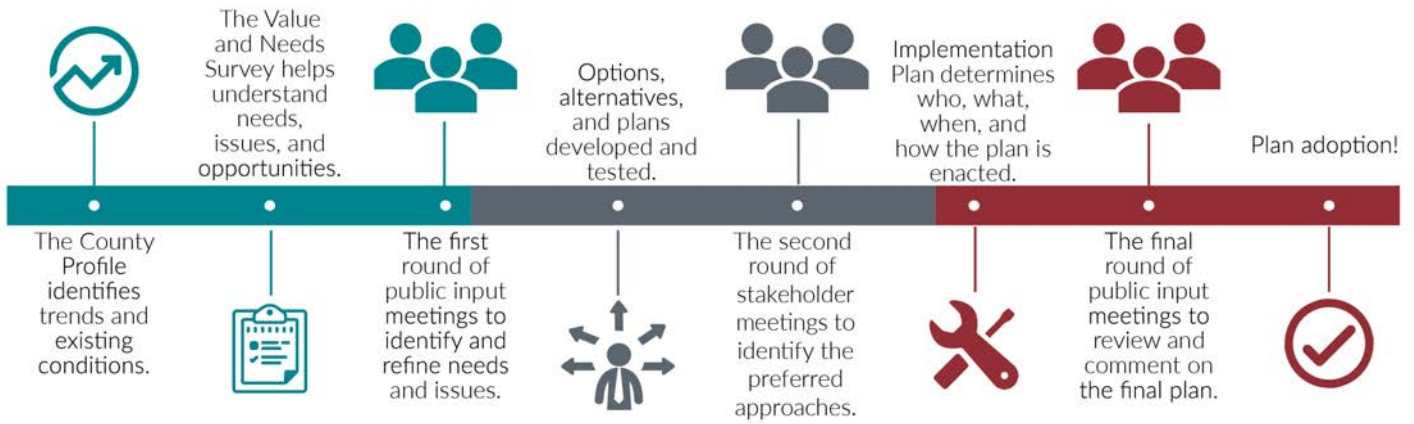 The County
Profile
identifies
trends and
existing
conditions.
The Value
and Needs
Survey helps
understand
needs,
issues, and
opportunities.
The first
round of
public input
meetings to
identify and
refine needs
and issues.
Options,
alternatives,
and plans
developed and
tested.
The second
round of
stakeholder
meetings to
identify the
preferred
approaches.
Implementation
Plan determines
who, what,
when, and
how the plan is
enacted.
The final
round of
public input
meetings to
review and
comment on
the final plan.
Plan adoption!